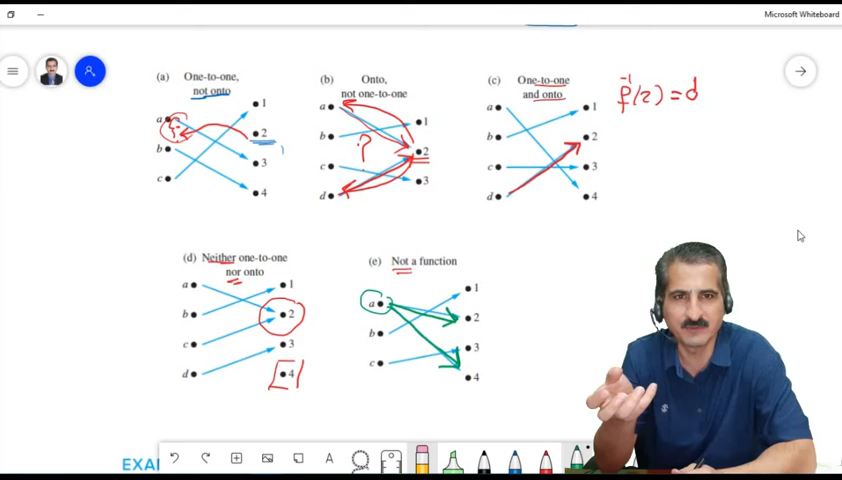 Microsoft Whiteboard
(a) One-to-one,
not onto
a
b
c
1
2
3
4
(b) Onto,
not one-to-one
a
b
c
d
1
2
3
?
(c) One-to-one
and onto
a
b
c
d
1
2
3
4
f⁻¹(2) = d
(d) Neither one-to-one
nor onto
a
b
c
d
1
2
3
4
(e) Not a function
a
b
c
1
2
3
4
EXA
A